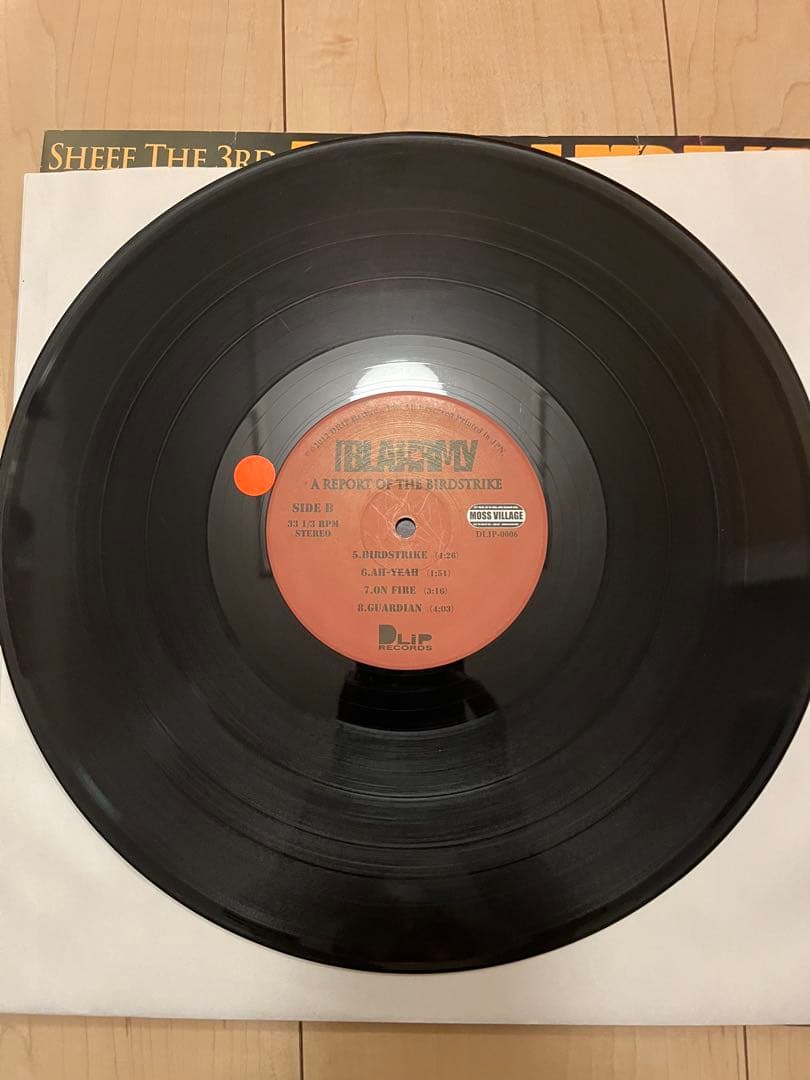 SHEEF THE 3RD
BLAHRMY
A REPORT OF THE BIRDSTRIKE
SIDE B
33 1/3 RPM
STEREO
MOSS VILLAGE
DLIP-0006
5.BIRDSTRIKE (4:26)
6.AH-YEAH (1:51)
7.ON FIRE (3:16)
8.GUARDIAN (4:03)
DLiP
RECORDS